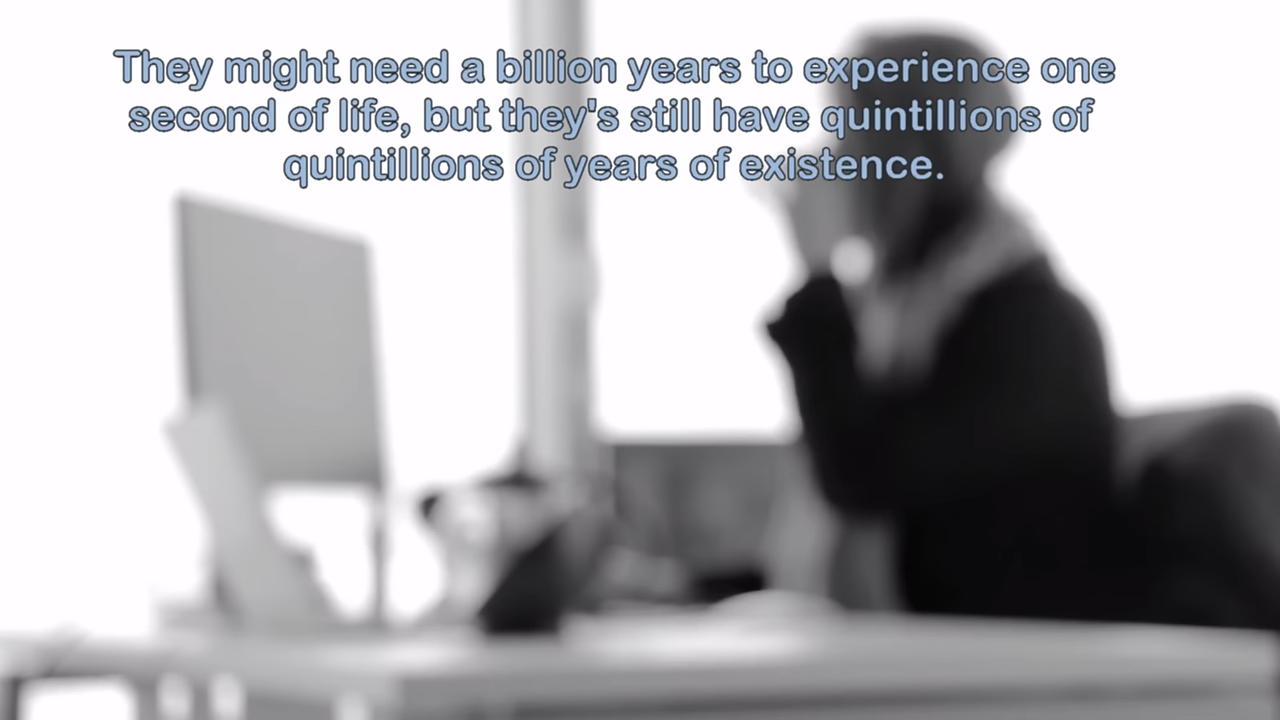 They might need a billion years to experience one
second of life, but they's still have quintillions of
quintillions of years of existence.